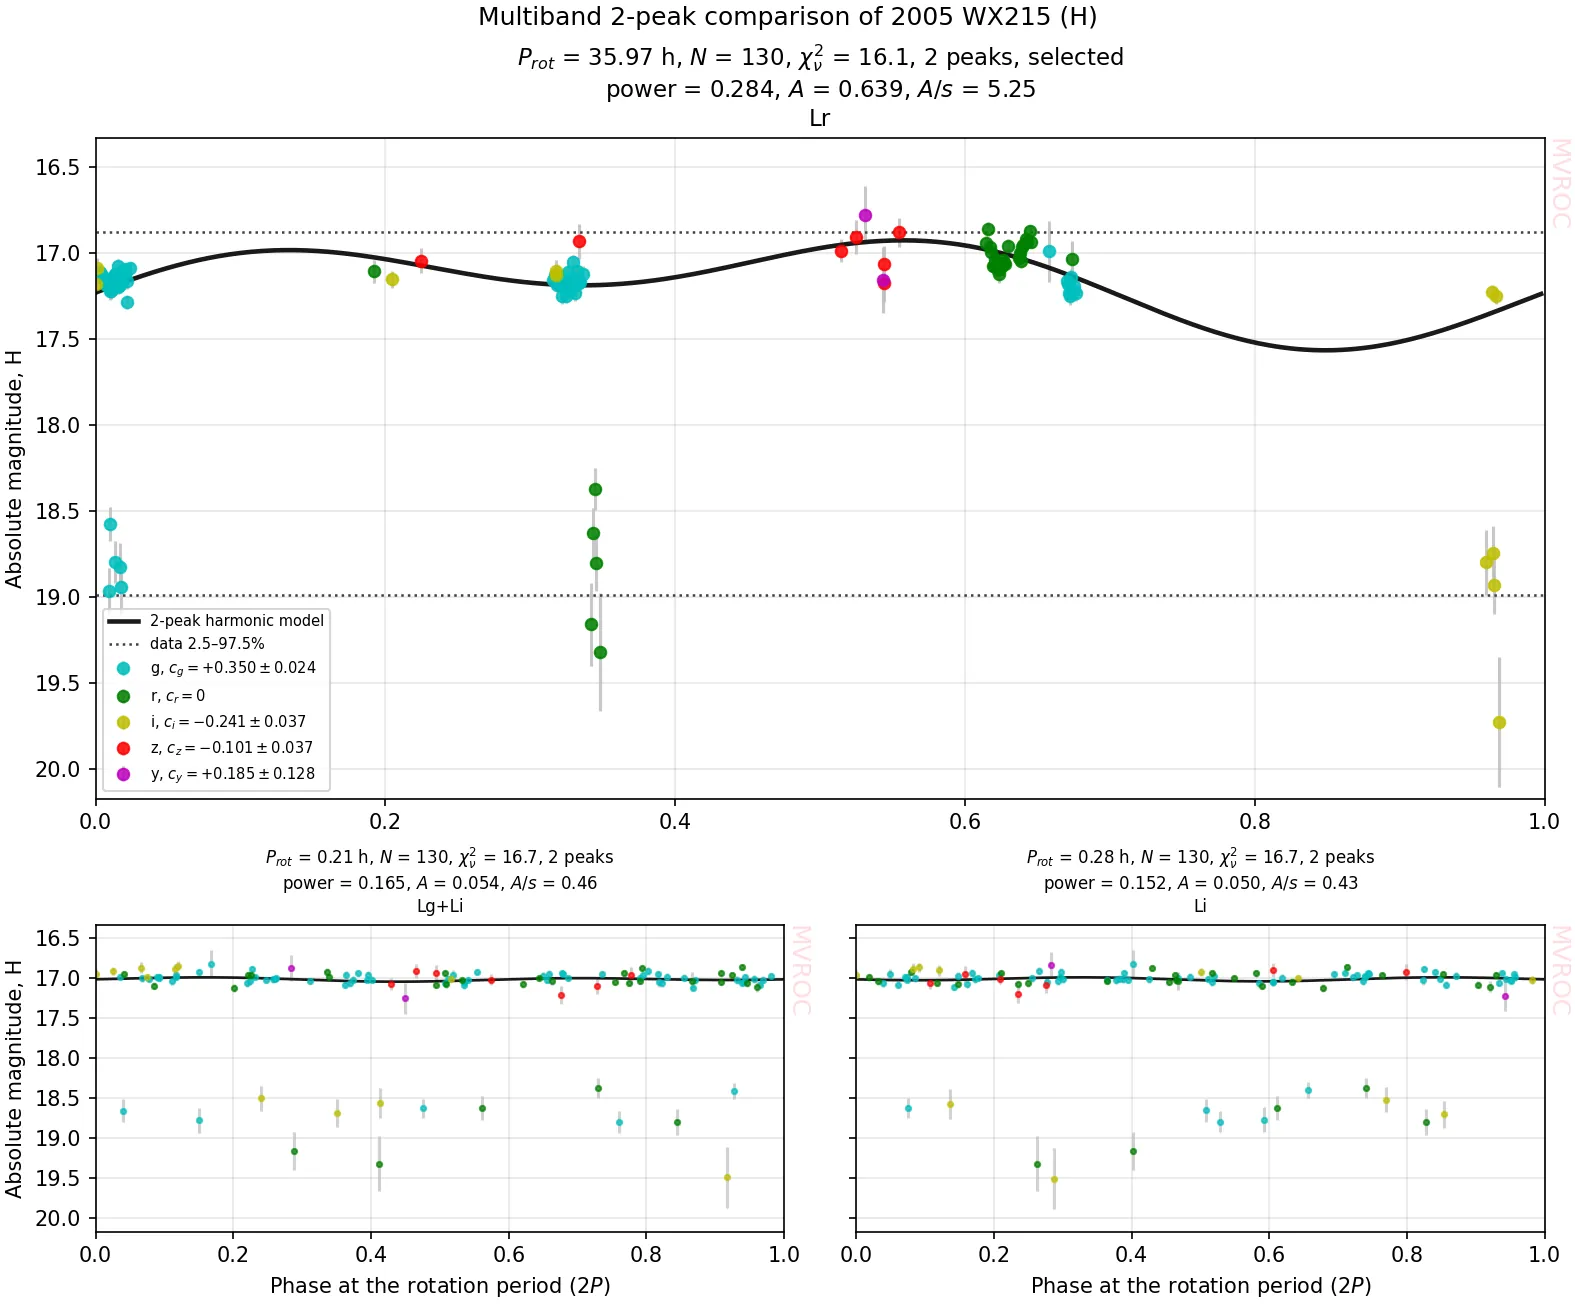 Multiband 2-peak comparison of 2005 WX215 (H)
P_rot = 35.97 h, N = 130, χ²_ν = 16.1, 2 peaks, selected
power = 0.284, A = 0.639, A/s = 5.25
Lr
16.5
17.0
17.5
18.0
18.5
19.0
19.5
20.0
Absolute magnitude, H
MVROC
2-peak harmonic model
data 2.5–97.5%
g, c_g = +0.350 ± 0.024
r, c_r = 0
i, c_i = −0.241 ± 0.037
z, c_z = −0.101 ± 0.037
y, c_y = +0.185 ± 0.128
0.0 0.2 0.4 0.6 0.8 1.0
P_rot = 0.21 h, N = 130, χ²_ν = 16.7, 2 peaks
power = 0.165, A = 0.054, A/s = 0.46
Lg+Li
16.5
17.0
17.5
18.0
18.5
19.0
19.5
20.0
Absolute magnitude, H
MVROC
0.0 0.2 0.4 0.6 0.8 1.0
Phase at the rotation period (2P)
P_rot = 0.28 h, N = 130, χ²_ν = 16.7, 2 peaks
power = 0.152, A = 0.050, A/s = 0.43
Li
MVROC
0.0 0.2 0.4 0.6 0.8 1.0
Phase at the rotation period (2P)